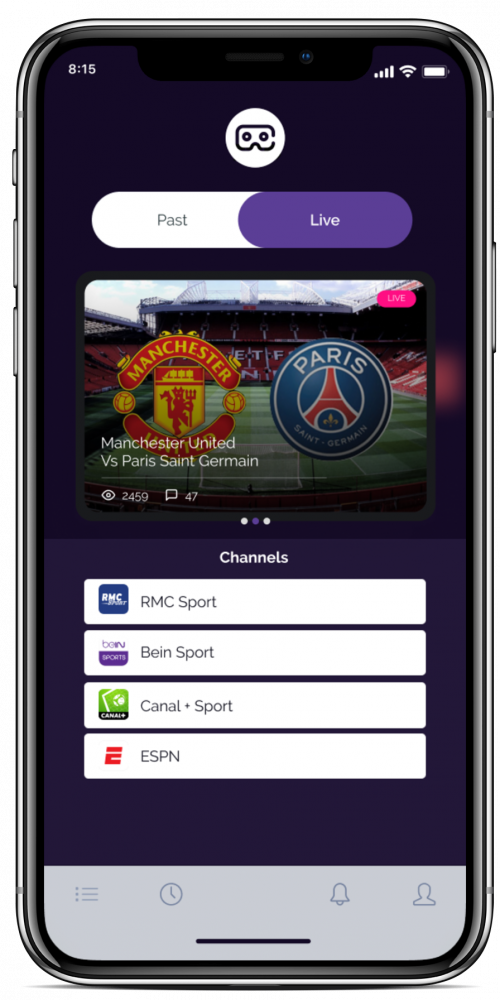 8:15
Past
Live
LIVE
MANCHESTER
UNITED
PARIS
SAINT-GERMAIN
Manchester United
Vs Paris Saint Germain
2459
47
Channels
RMC
SPORT
RMC Sport
beIN
SPORTS
Bein Sport
CANAL+
Canal + Sport
ESPN